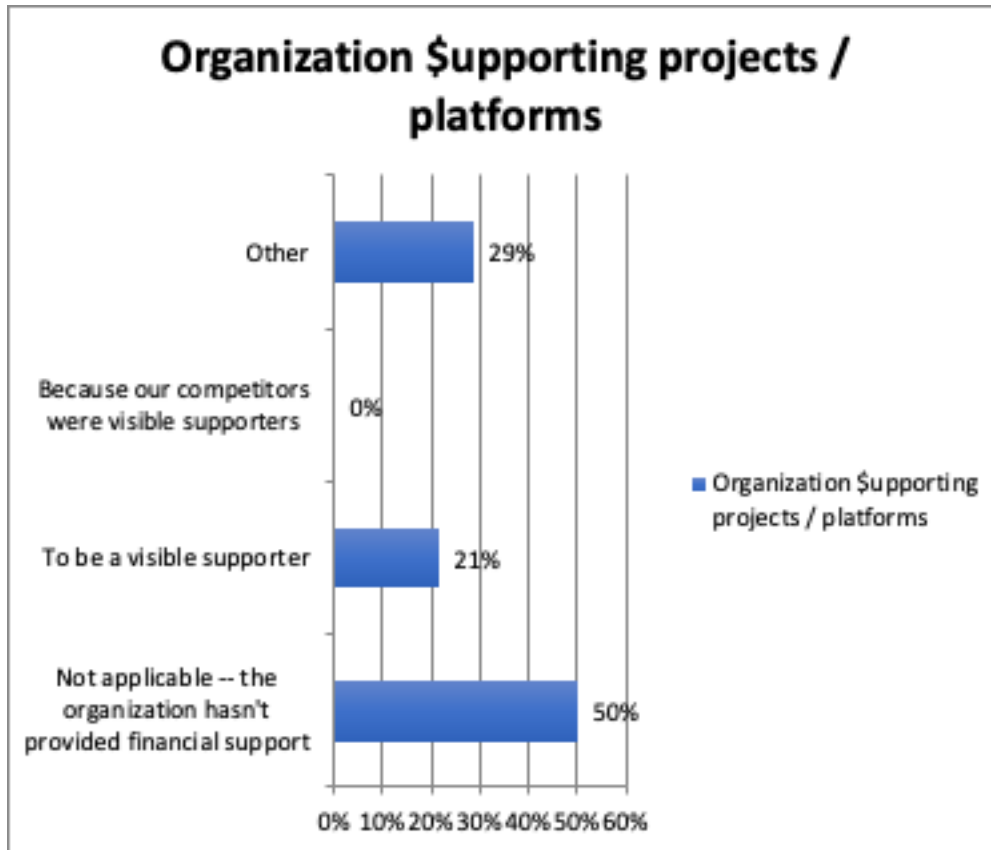 Organization $upporting projects /
platforms
Other
29%
Because our competitors
were visible supporters
0%
To be a visible supporter
21%
Not applicable -- the
organization hasn't
provided financial support
50%
0% 10% 20% 30% 40% 50% 60%
Organization $upporting
projects / platforms